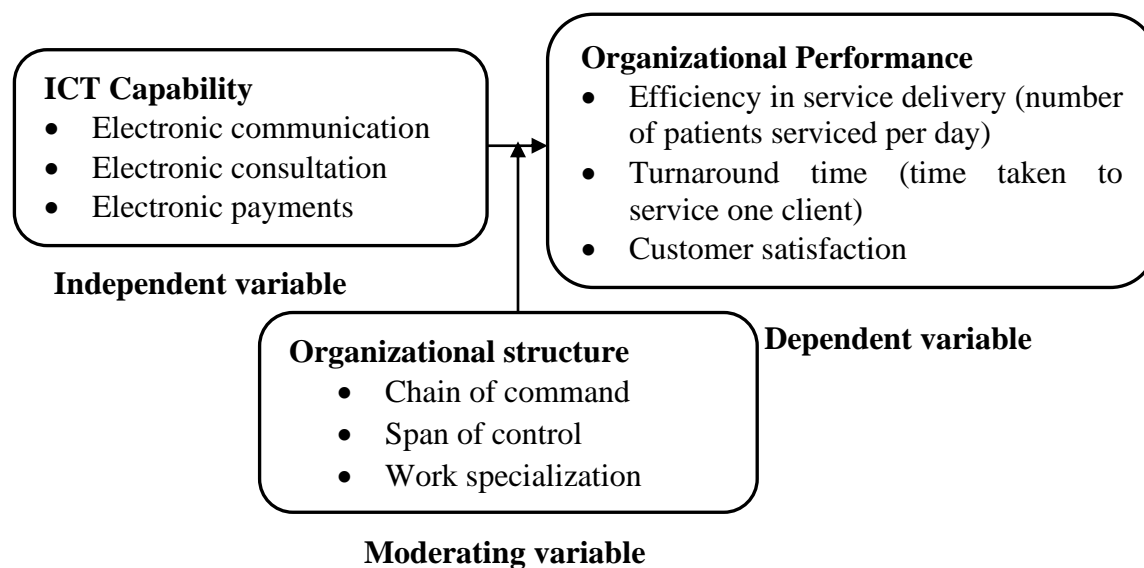 ICT Capability
• Electronic communication
• Electronic consultation
• Electronic payments
Independent variable
Organizational Performance
• Efficiency in service delivery (number
of patients serviced per day)
• Turnaround time (time taken to
service one client)
• Customer satisfaction
Dependent variable
Organizational structure
• Chain of command
• Span of control
• Work specialization
Moderating variable